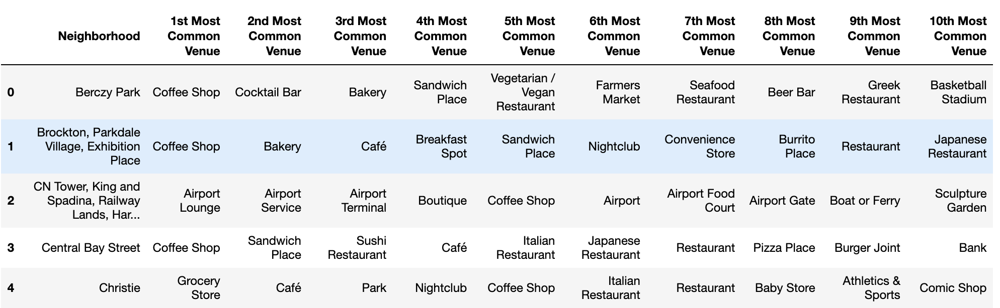 Neighborhood 1st Most Common Venue 2nd Most Common Venue 3rd Most Common Venue 4th Most Common Venue 5th Most Common Venue 6th Most Common Venue 7th Most Common Venue 8th Most Common Venue 9th Most Common Venue 10th Most Common Venue
0 Berczy Park Coffee Shop Cocktail Bar Bakery Sandwich Place Vegetarian / Vegan Restaurant Farmers Market Seafood Restaurant Beer Bar Greek Restaurant Basketball Stadium
1 Brockton, Parkdale Village, Exhibition Place Coffee Shop Bakery Café Breakfast Spot Sandwich Place Nightclub Convenience Store Burrito Place Restaurant Japanese Restaurant
2 CN Tower, King and Spadina, Railway Lands, Har... Airport Lounge Airport Service Airport Terminal Boutique Coffee Shop Airport Airport Food Court Airport Gate Boat or Ferry Sculpture Garden
3 Central Bay Street Coffee Shop Sandwich Place Sushi Restaurant Café Italian Restaurant Japanese Restaurant Restaurant Pizza Place Burger Joint Bank
4 Christie Grocery Store Café Park Nightclub Coffee Shop Italian Restaurant Restaurant Baby Store Athletics & Sports Comic Shop